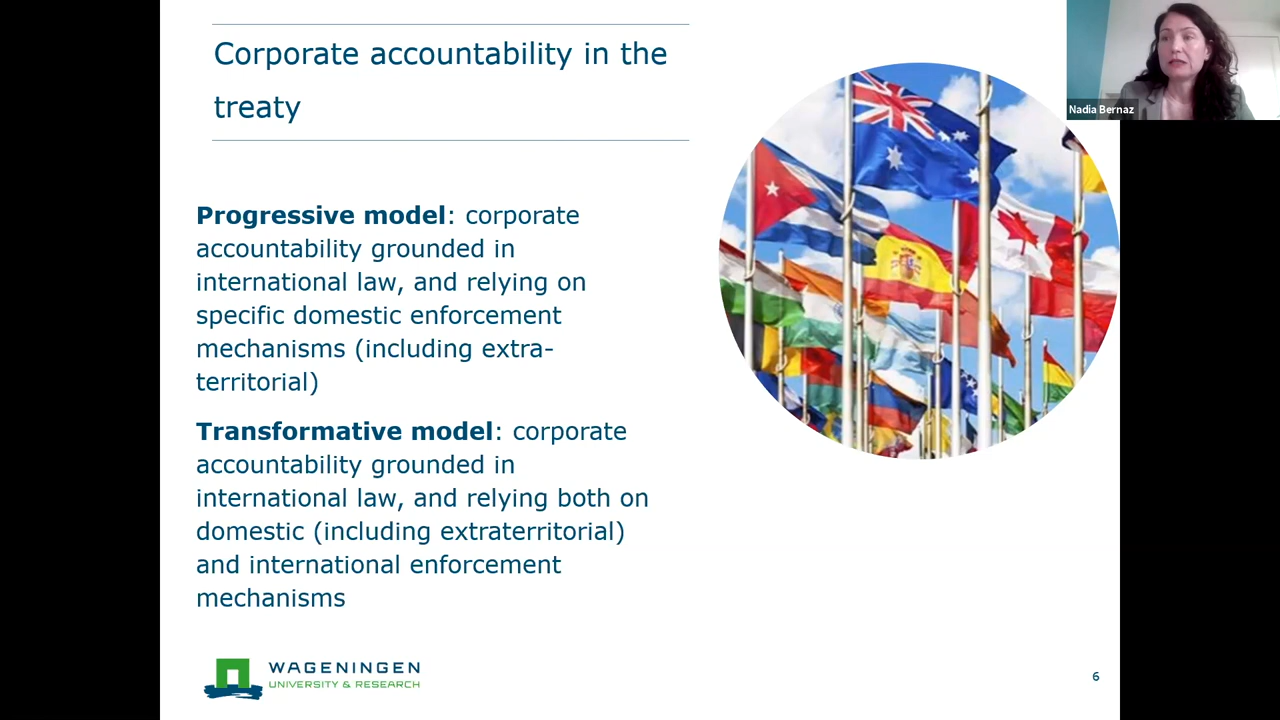 Corporate accountability in the
treaty
Nadia Bernaz
Progressive model: corporate
accountability grounded in
international law, and relying on
specific domestic enforcement
mechanisms (including extra-
territorial)
Transformative model: corporate
accountability grounded in
international law, and relying both on
domestic (including extraterritorial)
and international enforcement
mechanisms
WAGENINGEN
UNIVERSITY & RESEARCH
6